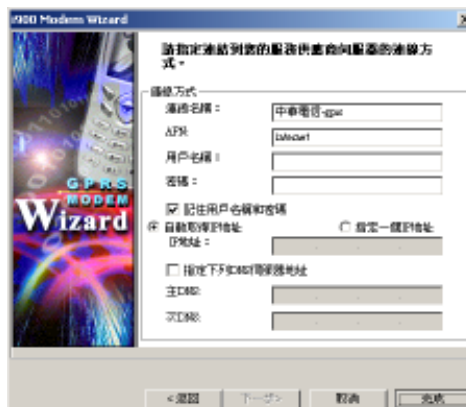 i900 Modem Wizard
請指定連結到您的服務供應商伺服器的連線方
式。
連線方式
連線名稱：
中華電信-gprs
APN:
internet
用戶名稱：
密碼：
記住用戶名稱和密碼
自動取得IP地址
指定一個IP地址
IP地址：
指定下列DNS伺服器地址
主DNS:
次DNS:
GPRS
MODEM
Wizard
<退回
下一步>
取消
完成